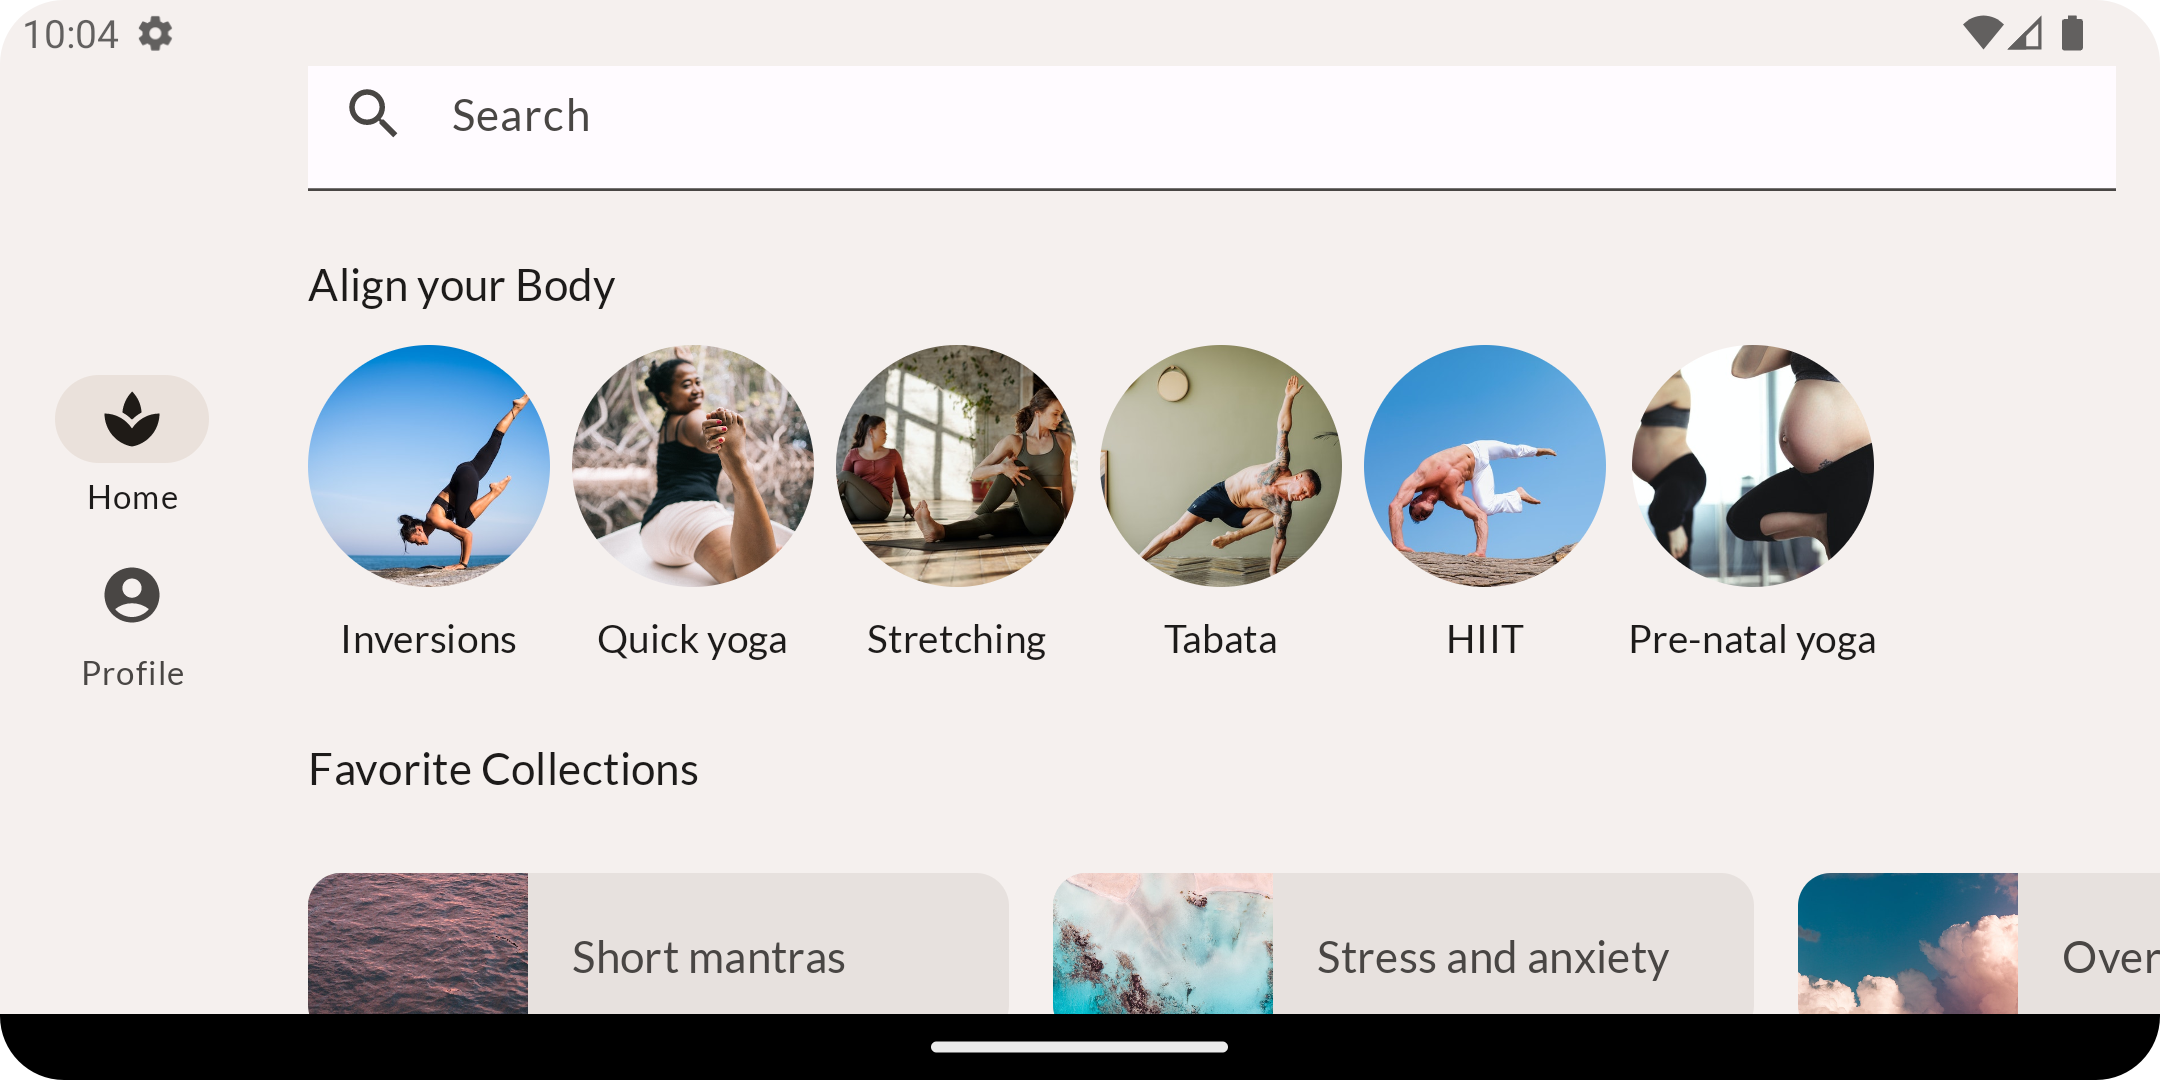 10:04
Search
Align your Body
Inversions
Quick yoga
Stretching
Tabata
HIIT
Pre-natal yoga
Home
Profile
Favorite Collections
Short mantras
Stress and anxiety
Over